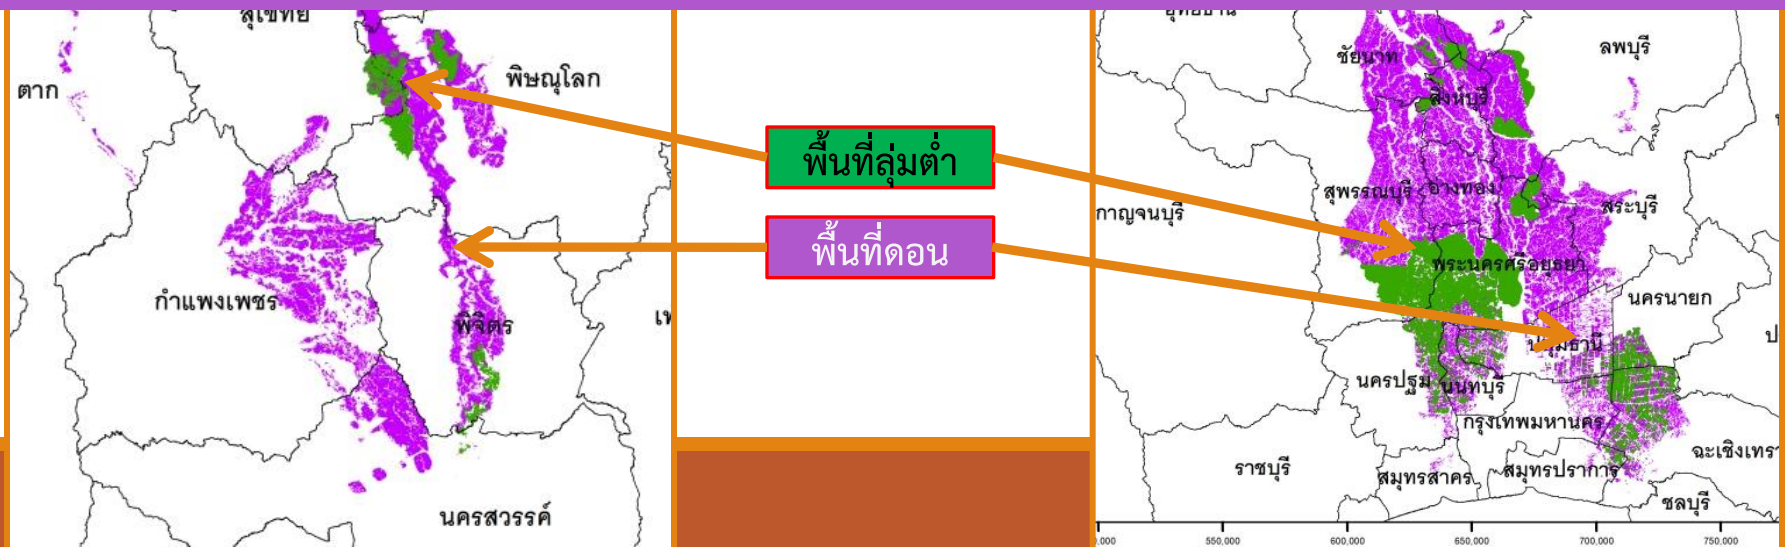 สุโขทัย
ตาก
พิษณุโลก
กำแพงเพชร
พิจิตร
นครสวรรค์
พื้นที่ลุ่มต่ำ
พื้นที่ดอน
ชัยนาท
ลพบุรี
สิงห์บุรี
สุพรรณบุรี
อ่างทอง
สระบุรี
กาญจนบุรี
พระนครศรีอยุธยา
นครนายก
ปทุมธานี
นครปฐม
นนทบุรี
กรุงเทพมหานคร
ฉะเชิงเทรา
ราชบุรี
สมุทรสาคร
สมุทรปราการ
ชลบุรี
550,000
600,000
650,000
700,000
750,000